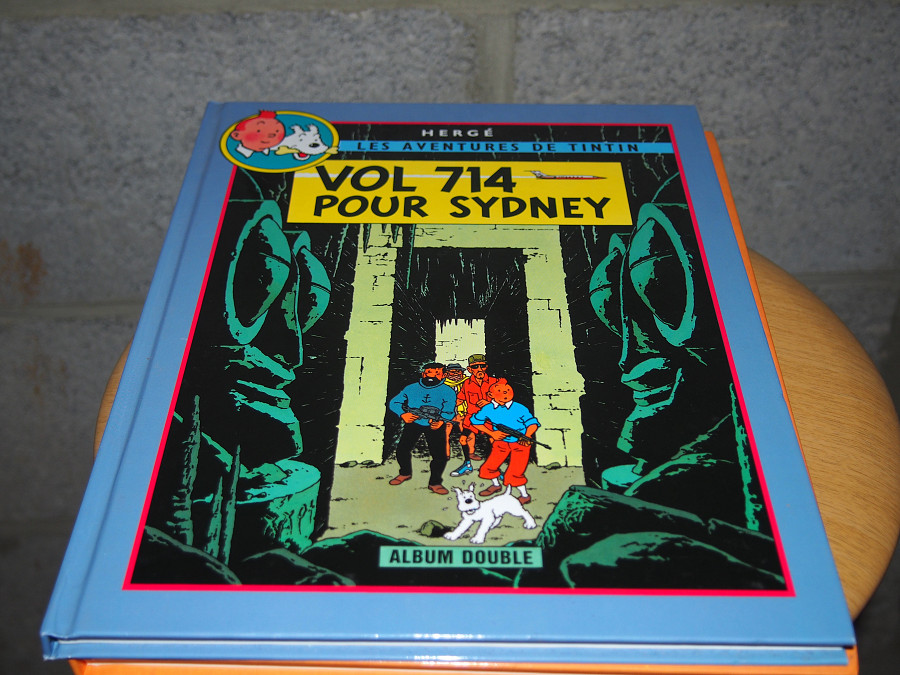 HERGÉ
LES AVENTURES DE TINTIN
VOL 714
POUR SYDNEY
ALBUM DOUBLE